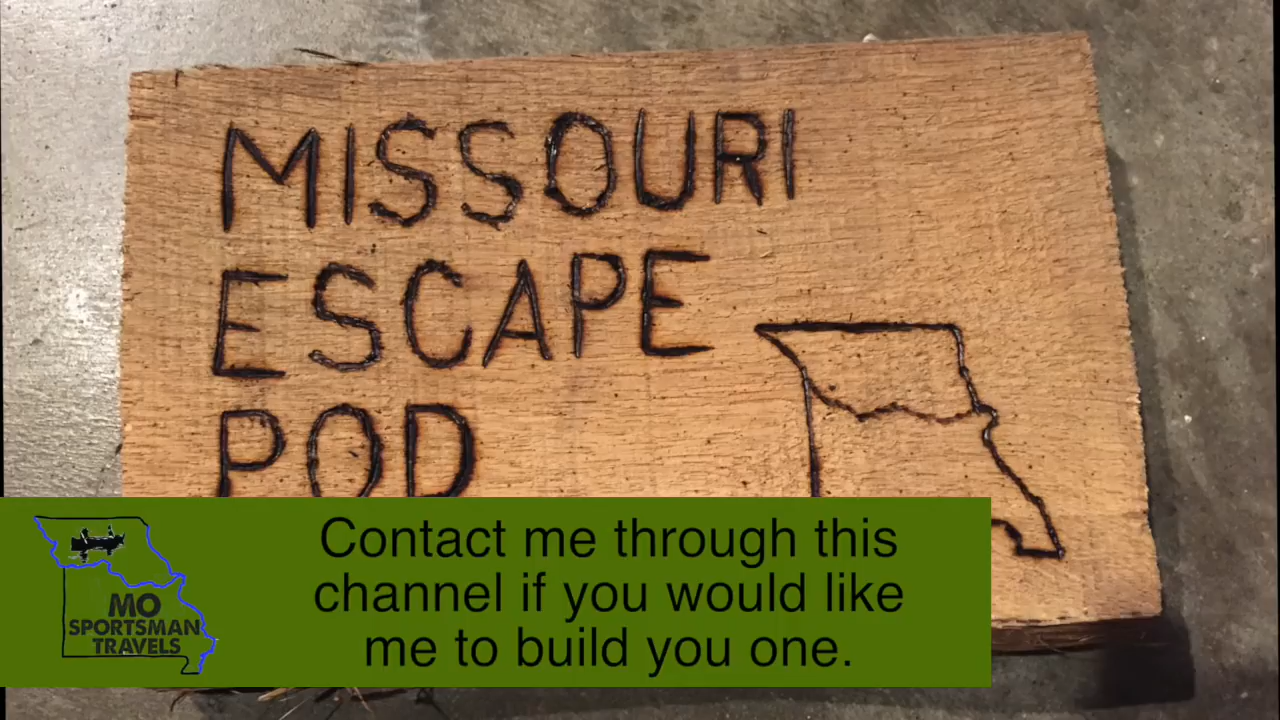 MISSOURI
ESCAPE
POD
MO
SPORTSMAN
TRAVELS
Contact me through this
channel if you would like
me to build you one.